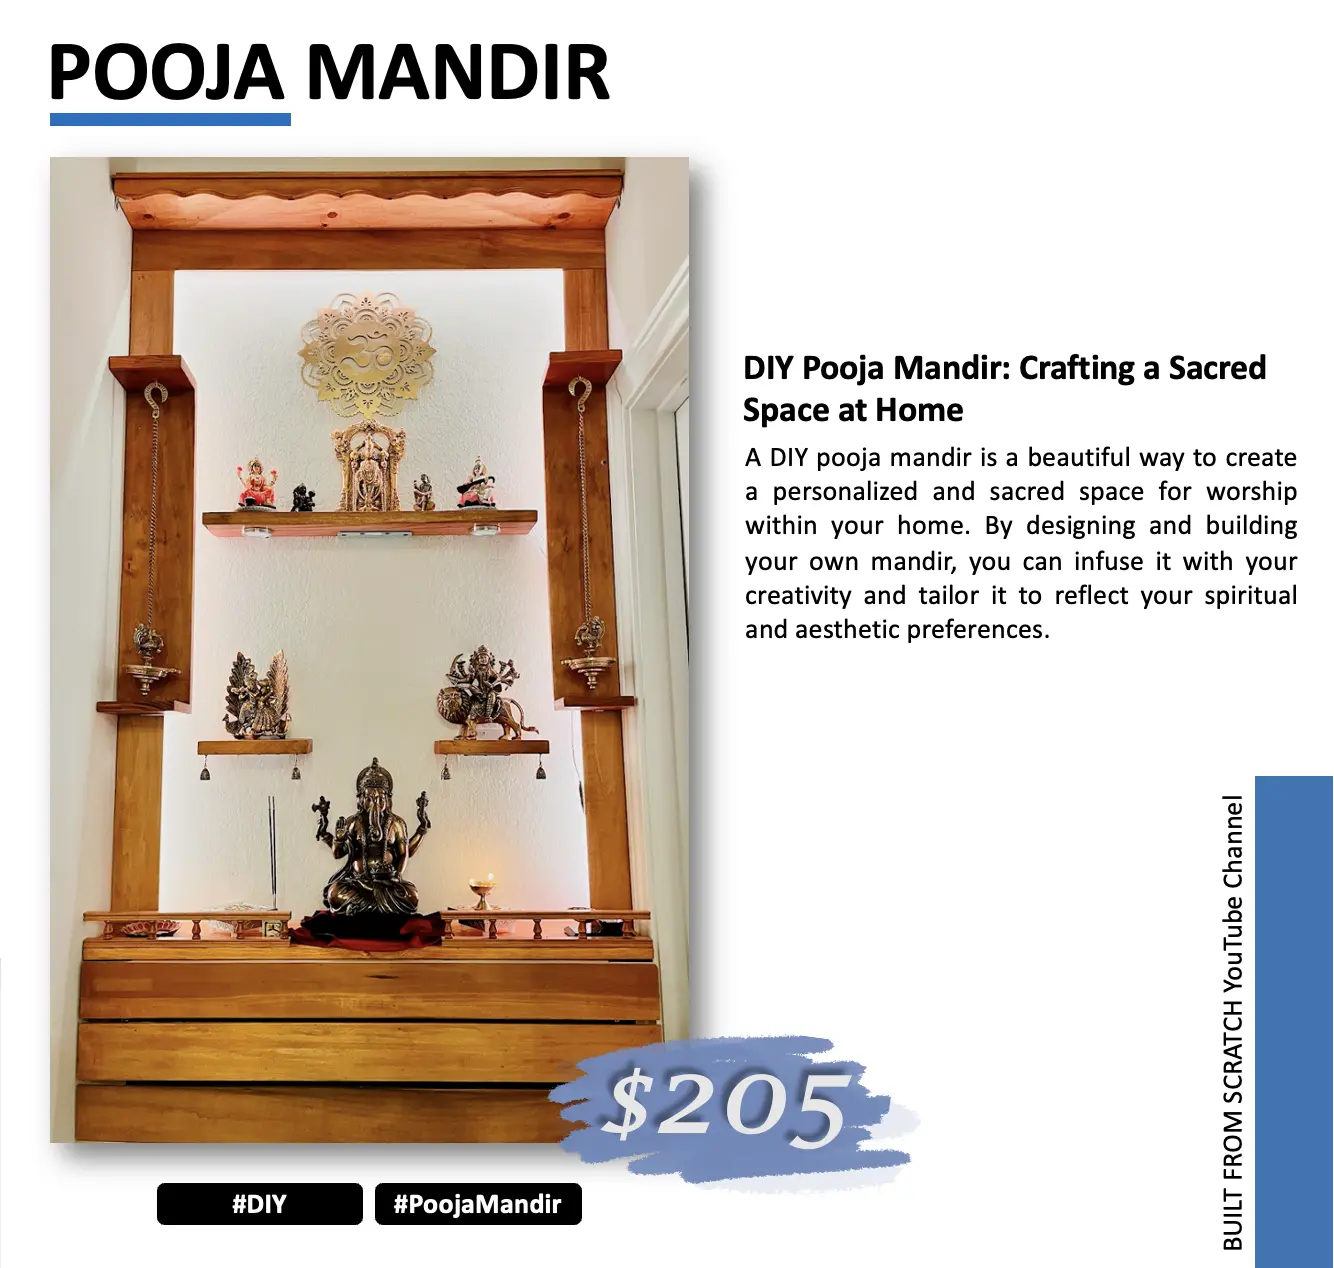 POOJA MANDIR
DIY Pooja Mandir: Crafting a Sacred
Space at Home
A DIY pooja mandir is a beautiful way to create
a personalized and sacred space for worship
within your home. By designing and building
your own mandir, you can infuse it with your
creativity and tailor it to reflect your spiritual
and aesthetic preferences.
$205
#DIY
#PoojaMandir
BUILT FROM SCRATCH YouTube Channel
ॐ